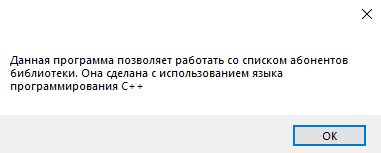 Данная программа позволяет работать со списком абонентов
библиотеки. Она сделана с использованием языка
программирования C++
OK